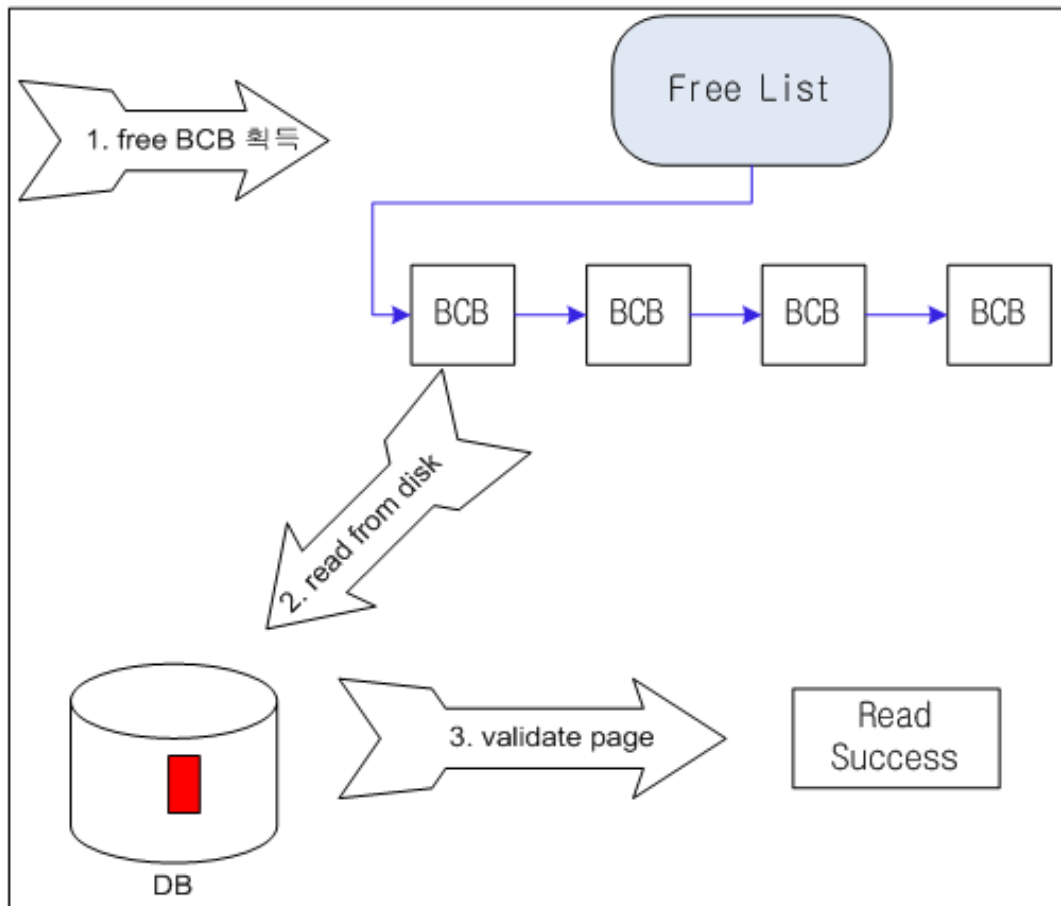 Free List
1. free BCB 획득
BCB
BCB
BCB
BCB
2. read from disk
3. validate page
Read
Success
DB